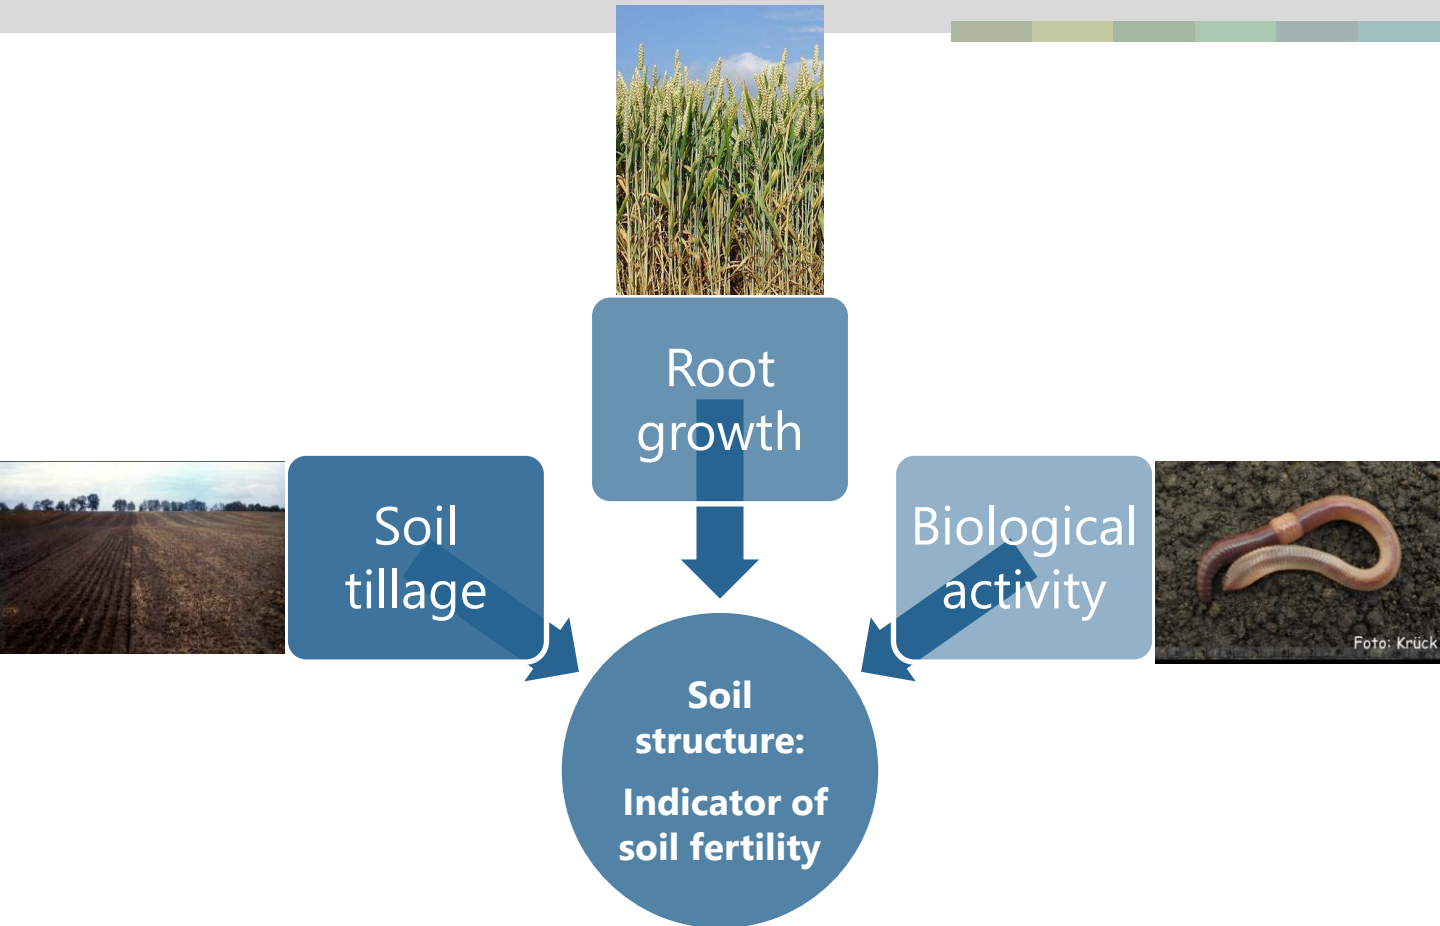 Root
growth
Soil
tillage
Biological
activity
Foto: Krück
Soil
structure:
Indicator of
soil fertility